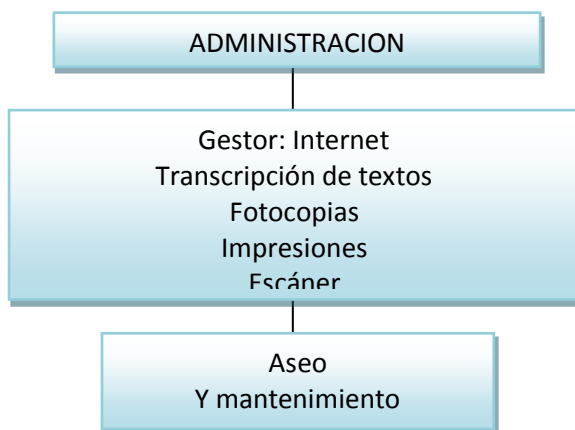 ADMINISTRACION
Gestor: Internet
Transcripción de textos
Fotocopias
Impresiones
Escáner
Aseo
Y mantenimiento